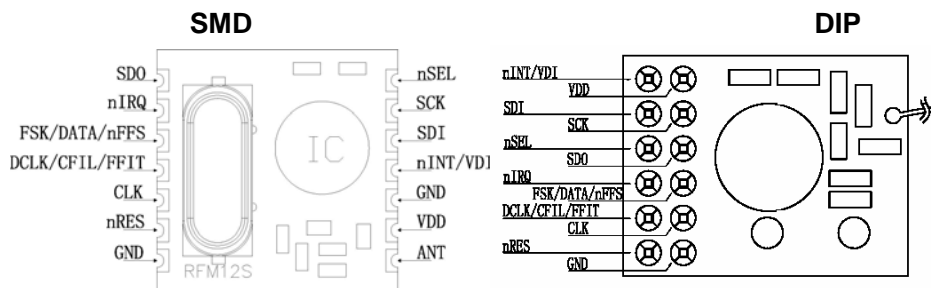 SMD DIP
SDO nSEL
nIRQ SCK
FSK/DATA/nFFS SDI
DCLK/CFIL/FFIT nINT/VDI
CLK GND
nRES VDD
GND ANT
IC
RFM12S
nINT/VDI
VDD
SDI
SCK
nSEL
SDO
nIRQ
FSK/DATA/nFFS
DCLK/CFIL/FFIT
CLK
nRES
GND